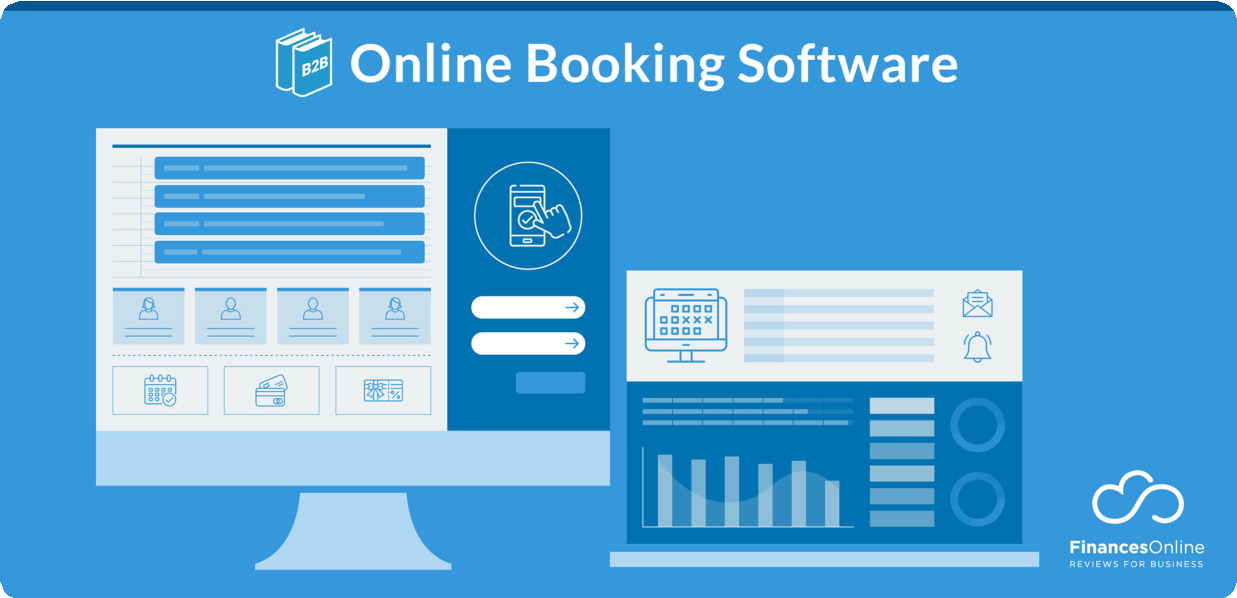 B2B
Online Booking Software
%
FinancesOnline
REVIEWS FOR BUSINESS